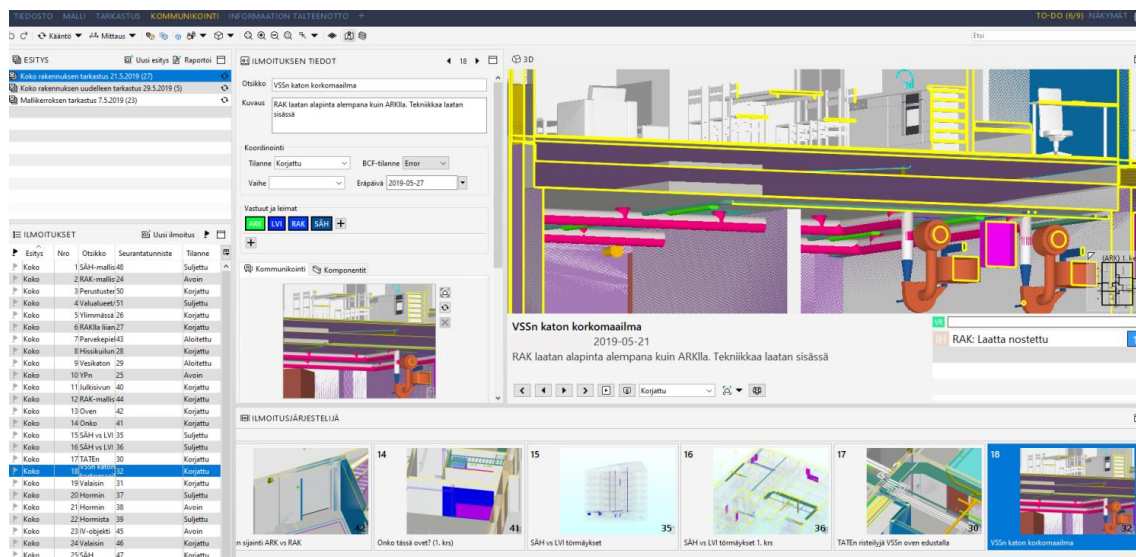 TIEDOSTO MALLI TARKASTUS KOMMUNIKOINTI INFORMAATION TALTEENOTTO +
TO-DO (6/9) NÄKYMÄT
Kääntö Mittaus
Etsi
ESITYS
Uusi esitys Raportoi
Koko rakennuksen tarkastus 21.5.2019 (27)
Koko rakennuksen uudelleen tarkastus 29.5.2019 (5)
Mallikerroksen tarkastus 7.5.2019 (23)
ILMOITUKSET
Uusi ilmoitus
Esitys Nro Otsikko Seurantatunniste Tilanne
Koko 1 SÄH-mallis 48 Suljettu
Koko 2 RAK-mallis 24 Avoin
Koko 3 Perustuster 50 Korjattu
Koko 4 Valualueet/ 51 Suljettu
Koko 5 Ylimmässä 26 Korjattu
Koko 6 RAKlla liian 27 Korjattu
Koko 7 Parvekepiel 43 Aloitettu
Koko 8 Hissikuilun 28 Korjattu
Koko 9 Vesikaton 29 Aloitettu
Koko 10 YPn 25 Avoin
Koko 11 Julkisivun 40 Korjattu
Koko 12 RAK-mallis 44 Korjattu
Koko 13 Oven 42 Korjattu
Koko 14 Onko 41 Korjattu
Koko 15 SÄH vs LVI 35 Suljettu
Koko 16 SÄH vs LVI 36 Suljettu
Koko 17 TATEn 30 Korjattu
Koko 18 VSSn katon 32 Korjattu
Koko 19 Valaisin 31 Korjattu
Koko 20 Hormin 37 Suljettu
Koko 21 Hormin 38 Avoin
Koko 22 Hormista 39 Suljettu
Koko 23 IV-objekti 45 Avoin
Koko 24 Valaisin 46 Korjattu
Koko 25 SÄH 47 Korjattu
ILMOITUKSEN TIEDOT
18
Otsikko VSSn katon korkomaailma
Kuvaus RAK laatan alapinta alempana kuin ARKlla. Tekniikkaa laatan
sisässä
Koordinointi
Tilanne Korjattu BCF-tilanne Error
Vaihe Eräpäivä 2019-05-27
Vastuut ja leimat
ARK LVI RAK SÄH +
+
Kommunikointi Komponentit
3D
VSSn katon korkomaailma
2019-05-21
RAK laatan alapinta alempana kuin ARKlla. Tekniikkaa laatan sisässä
Korjattu
RAK: Laatta nostettu
ILMOITUSJÄRJESTELIJÄ
42
n sijainti ARK vs RAK
14
41
Onko tässä ovet? (1. krs)
15
35
SÄH vs LVI törmäykset
16
36
SÄH vs LVI törmäykset 1. krs
17
30
TATEn risteilyjä VSSn oven edustalla
18
32
VSSn katon korkomaailma